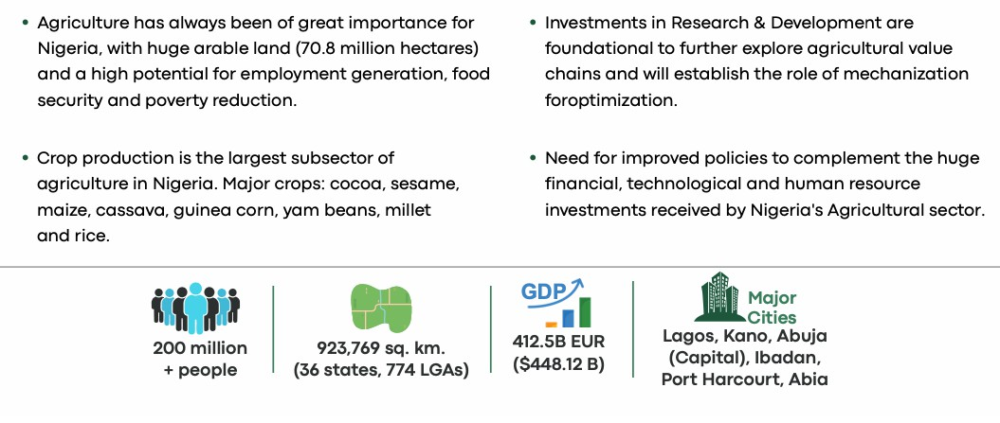 • Agriculture has always been of great importance for
Nigeria, with huge arable land (70.8 million hectares)
and a high potential for employment generation, food
security and poverty reduction.
• Crop production is the largest subsector of
agriculture in Nigeria. Major crops: cocoa, sesame,
maize, cassava, guinea corn, yam beans, millet
and rice.
• Investments in Research & Development are
foundational to further explore agricultural value
chains and will establish the role of mechanization
foroptimization.
• Need for improved policies to complement the huge
financial, technological and human resource
investments received by Nigeria's Agricultural sector.
200 million
+ people
923,769 sq. km.
(36 states, 774 LGAs)
GDP
412.5B EUR
($448.12 B)
Major
Cities
Lagos, Kano, Abuja
(Capital), Ibadan,
Port Harcourt, Abia